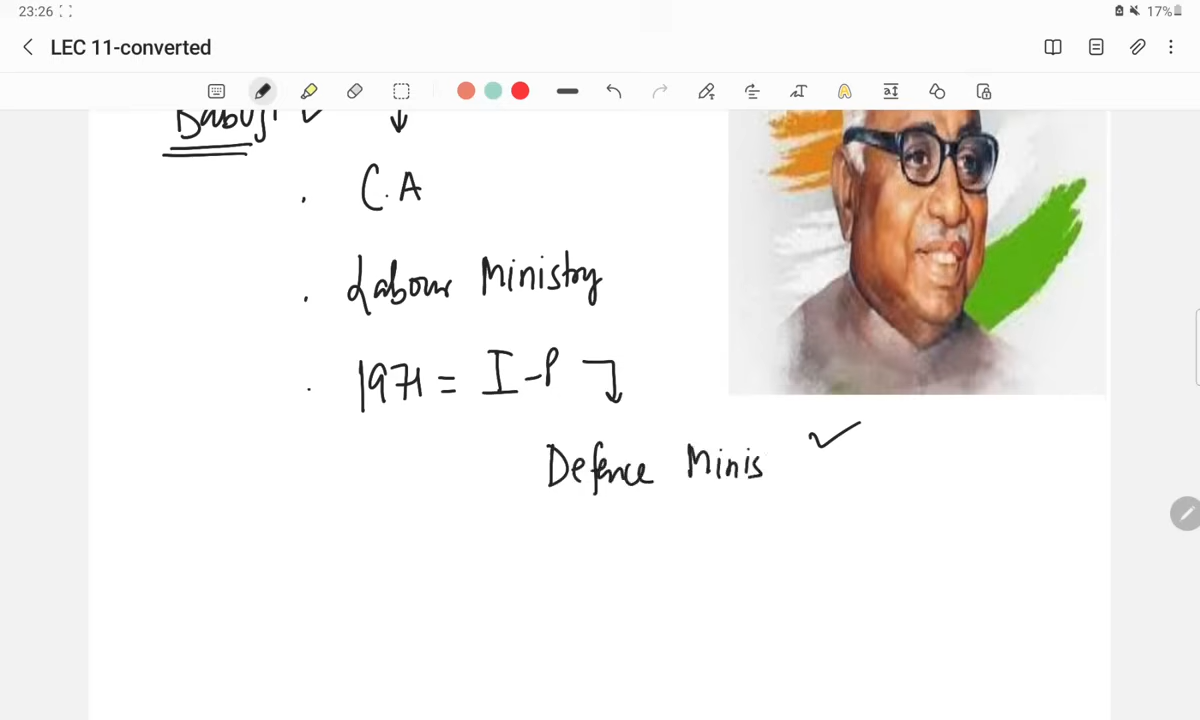 23:26
17%
LEC 11-converted
Babuji
C.A
Labour Ministry
1971 = I-P
Defence Minis